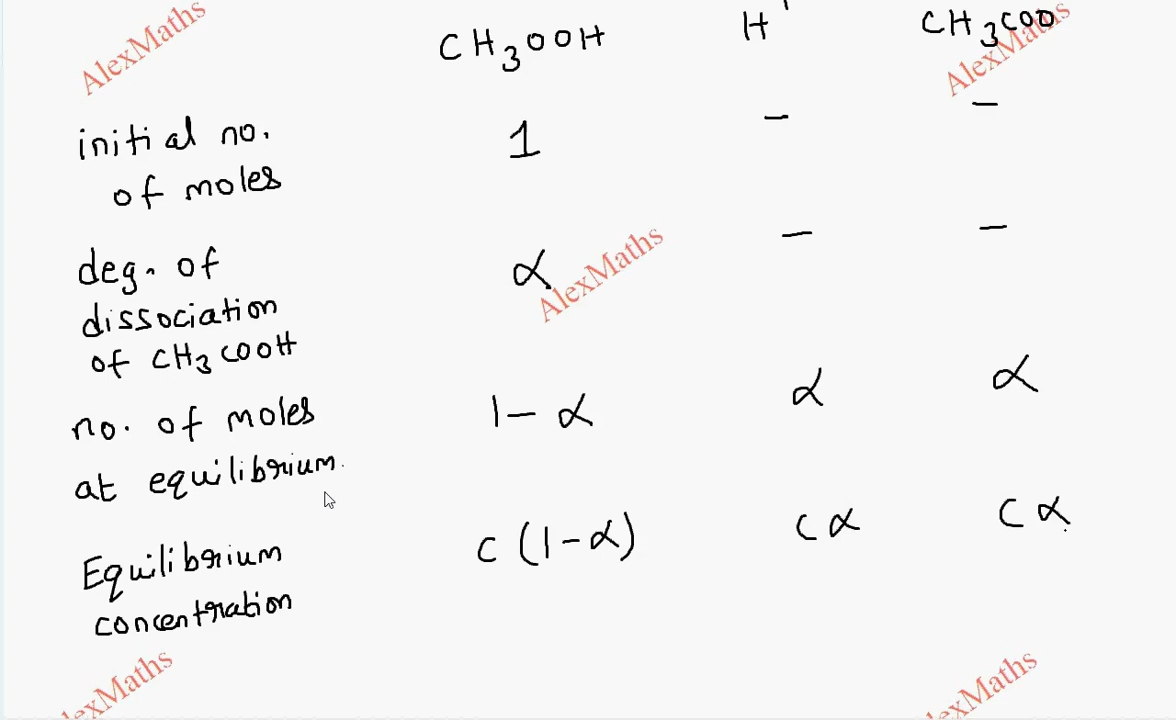 AlexMaths
CH3OOH H+ CH3COO
AlexMaths
initial no. 1 - -
of moles
deg. of α - -
AlexMaths
dissociation
of CH3COOH
no. of moles 1-α α α
at equilibrium.
Equilibrium C(1-α) Cα Cα
concentration
AlexMaths
AlexMaths